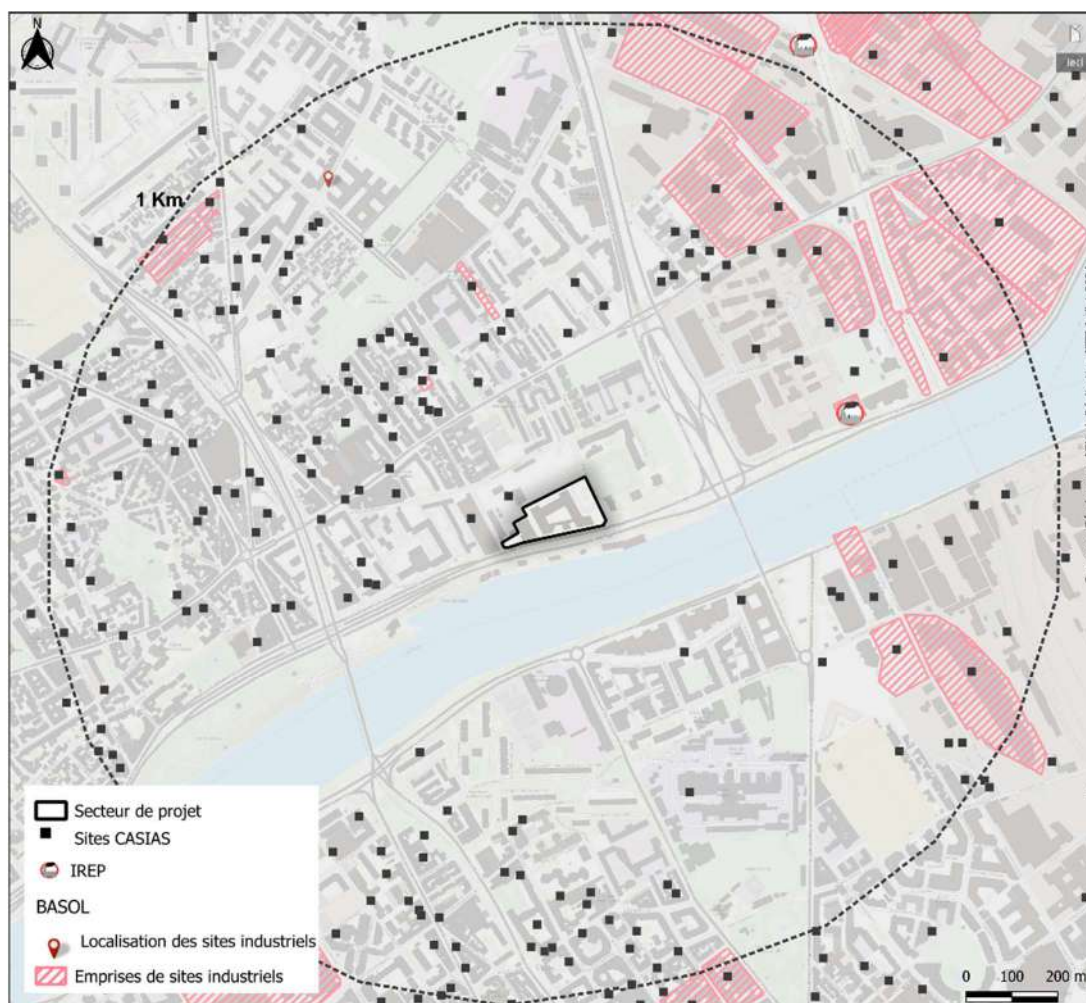 N
1 Km
Secteur de projet
Sites CASIAS
IREP
BASOL
Localisation des sites industriels
Emprises de sites industriels
0 100 200 m